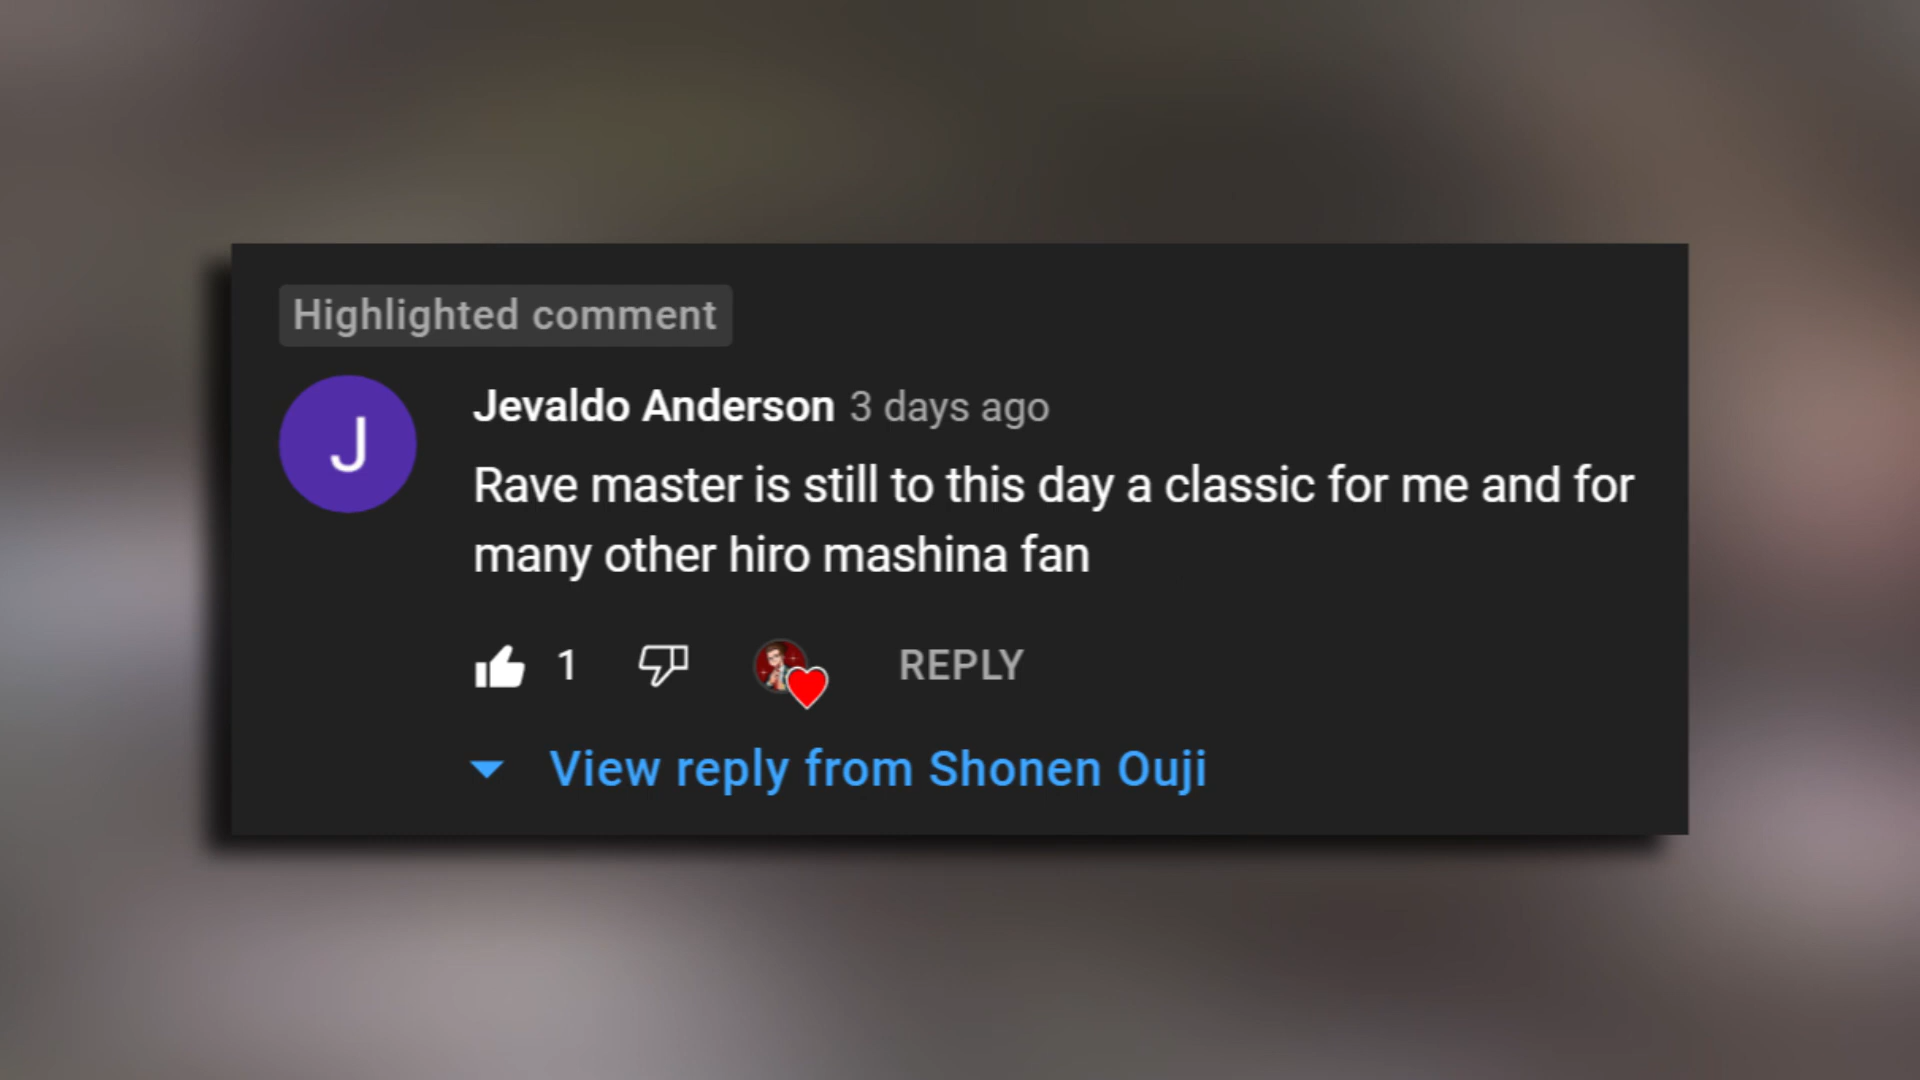 Highlighted comment
J
Jevaldo Anderson 3 days ago
Rave master is still to this day a classic for me and for
many other hiro mashina fan
1
REPLY
View reply from Shonen Ouji